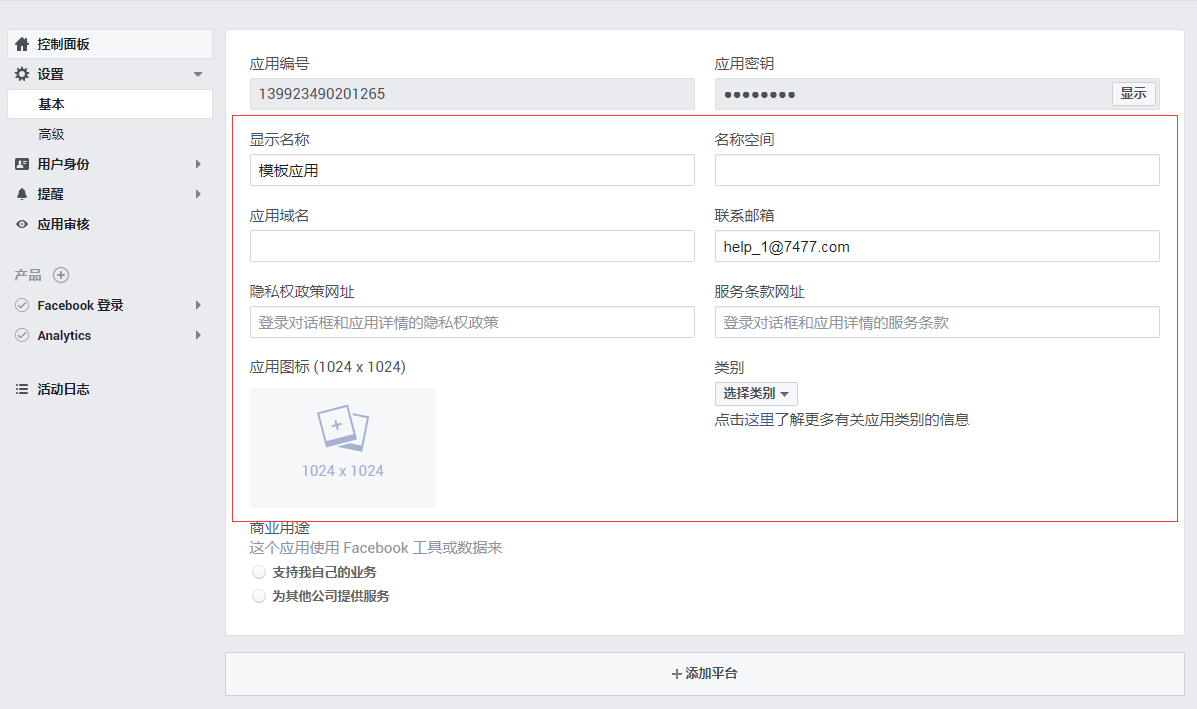 控制面板
设置
基本
高级
用户身份
提醒
应用审核
产品
Facebook 登录
Analytics
活动日志
应用编号
139923490201265
应用密钥
●●●●●●●●
显示
显示名称
模板应用
名称空间
应用域名
联系邮箱
help_1@7477.com
隐私权政策网址
登录对话框和应用详情的隐私权政策
服务条款网址
登录对话框和应用详情的服务条款
应用图标 (1024 x 1024)
1024 x 1024
类别
选择类别
点击这里了解更多有关应用类别的信息
商业用途
这个应用使用 Facebook 工具或数据来
支持我自己的业务
为其他公司提供服务
+ 添加平台